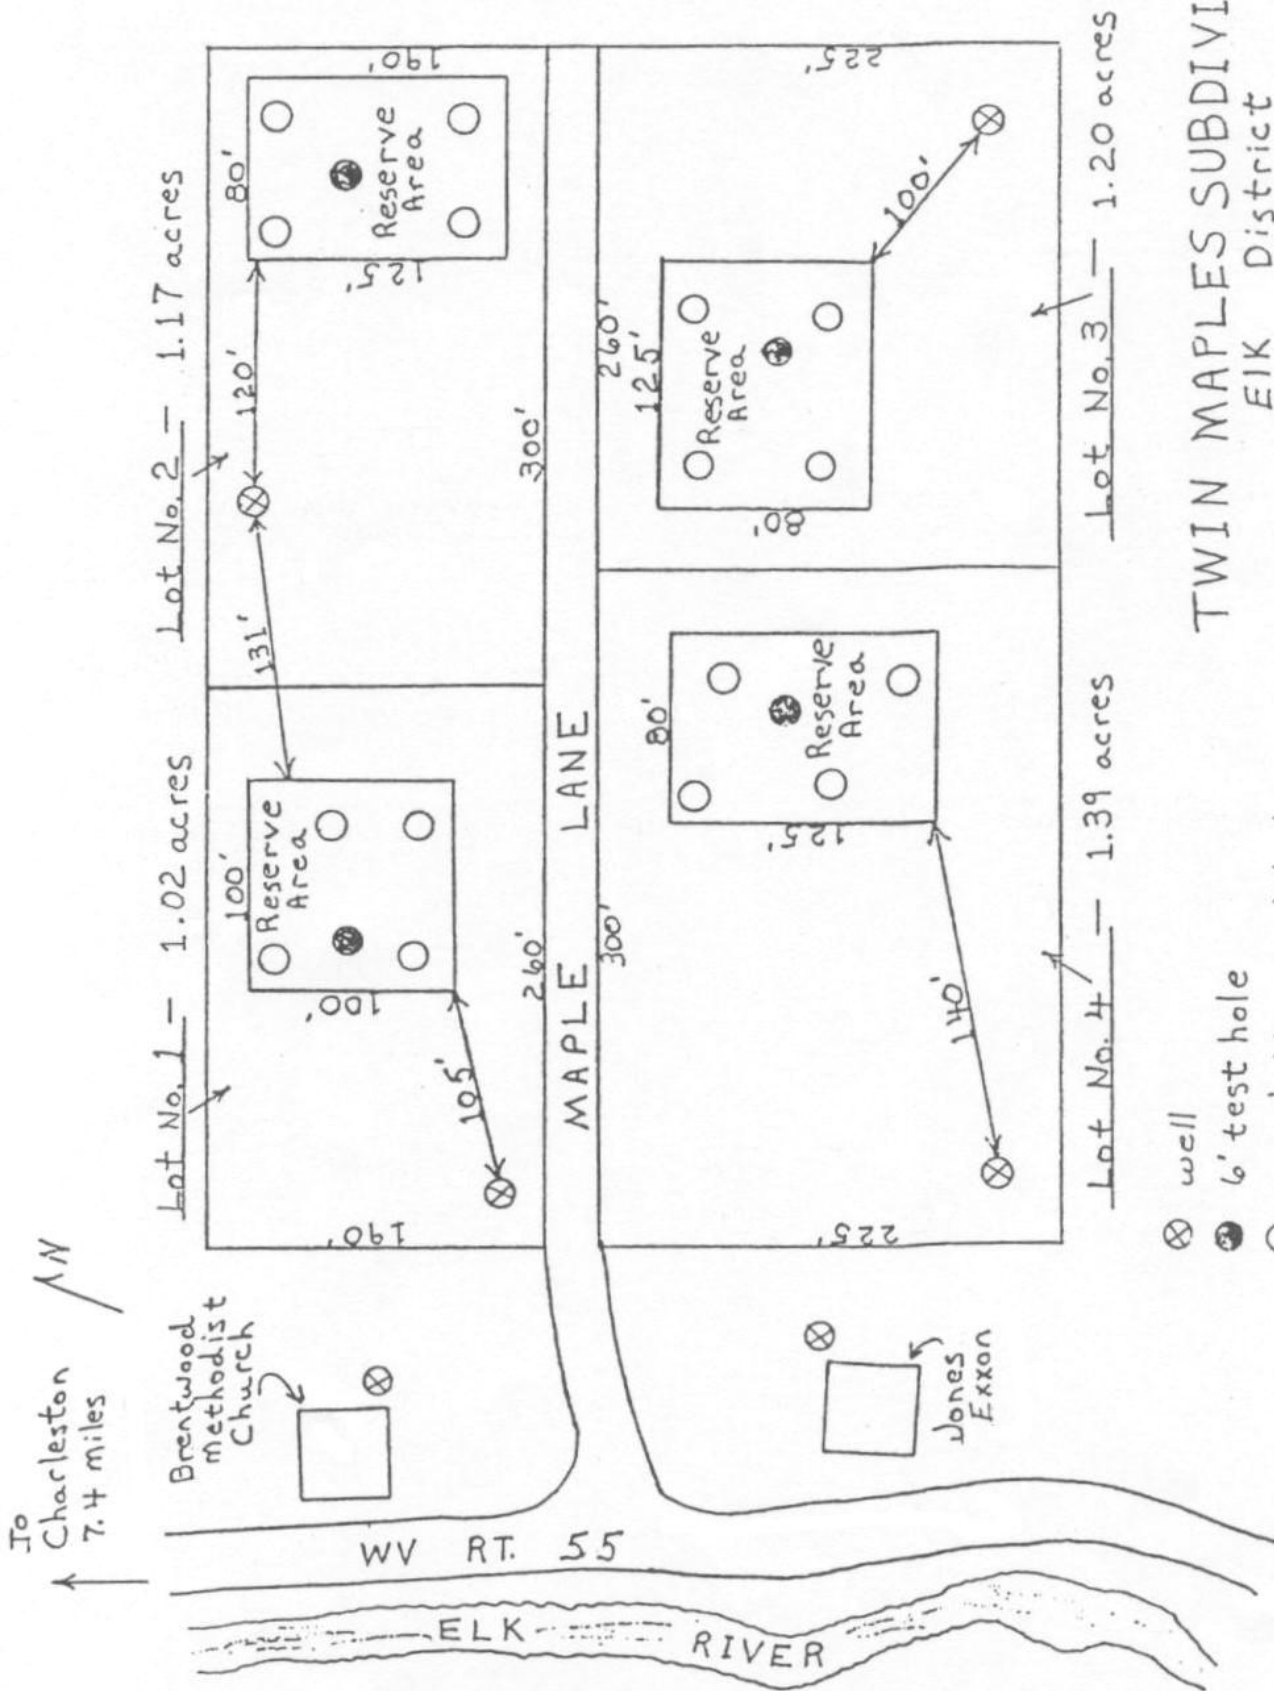 To
Charleston
7.4 miles
N
Brentwood
Methodist
Church
WV RT. 55
ELK RIVER
Jones
Exxon
Lot No. 1 — 1.02 acres
190'
100'
100'
Reserve
Area
105'
260'
131'
Lot No. 2 — 1.17 acres
120'
80'
125'
190'
Reserve
Area
300'
MAPLE LANE
300'
80'
125'
Reserve
Area
140'
225'
Lot No. 4 — 1.39 acres
260'
125'
80'
Reserve
Area
100'
225'
Lot No. 3 — 1.20 acres
well
6' test hole
TWIN MAPLES
Elk District